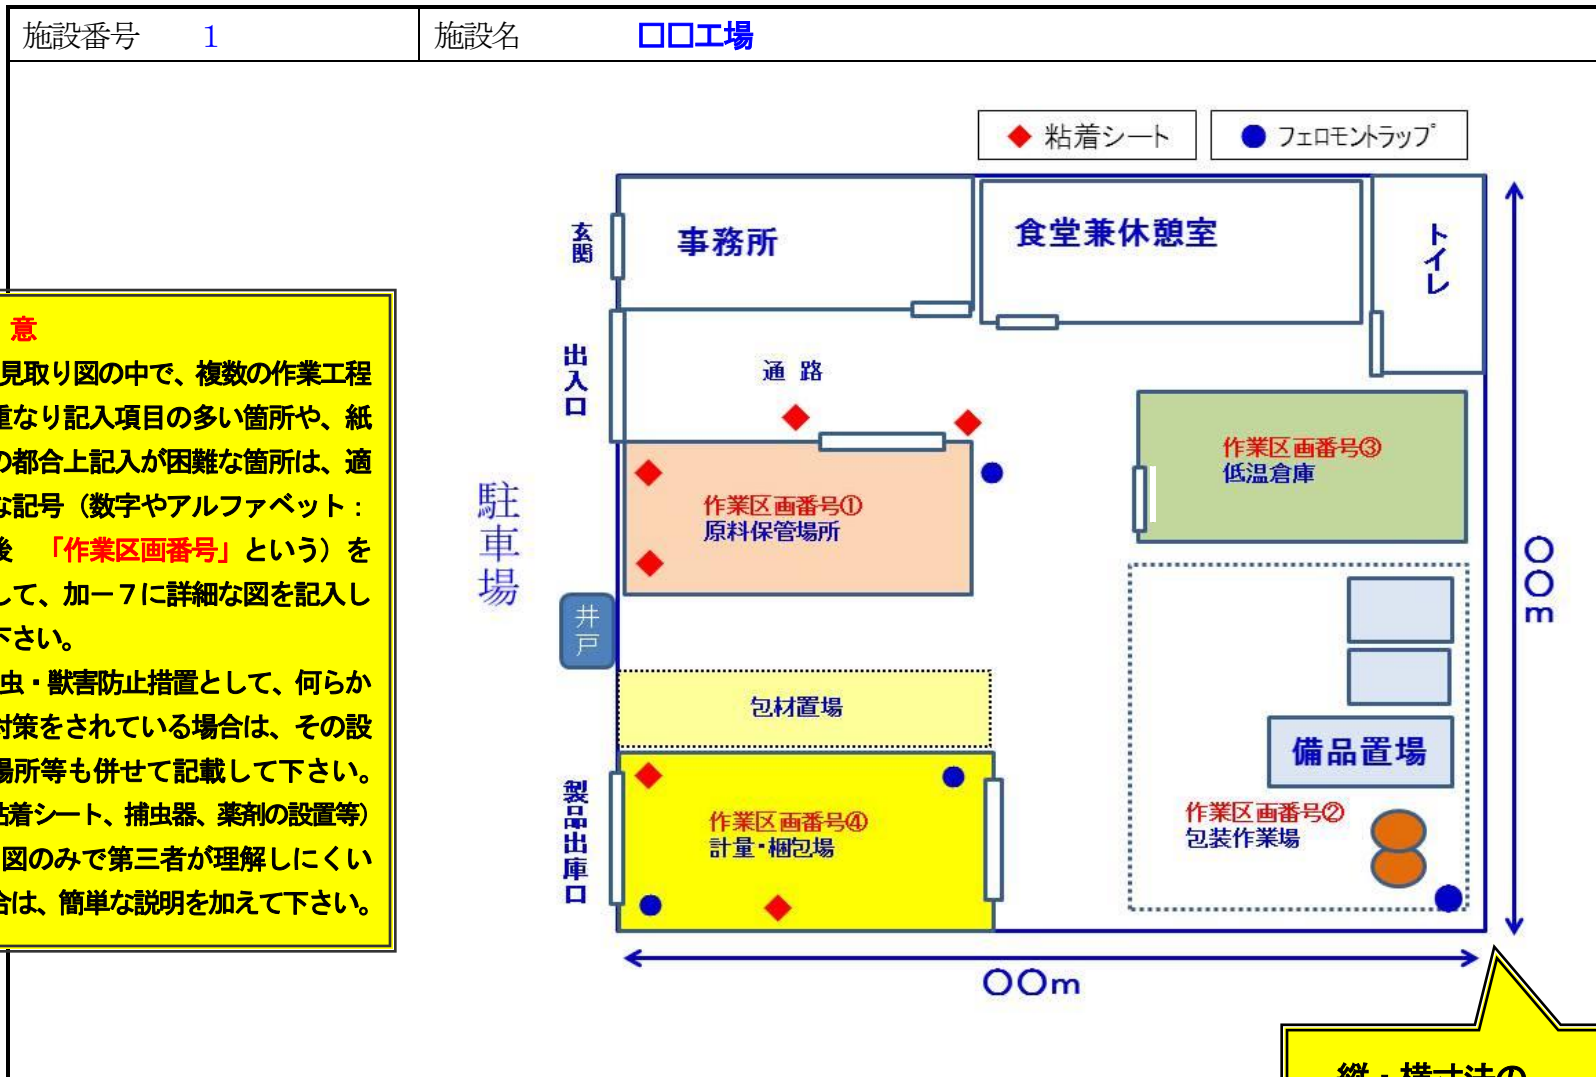 施設番号 1 施設名 □□工場
◆ 粘着シート ● フェロモントラップ
玄関
事務所
食堂兼休憩室
トイレ
出入口
通 路
駐車場
作業区画番号①
原料保管場所
作業区画番号③
低温倉庫
井戸
〇〇m
包材置場
備品置場
製品出庫口
作業区画番号④
計量・梱包場
作業区画番号②
包装作業場
〇〇m
意
見取り図の中で、複数の作業工程
重なり記入項目の多い箇所や、紙
の都合上記入が困難な箇所は、適
な記号(数字やアルファベット:
後 「作業区画番号」という)を
して、加ー7に詳細な図を記入し
下さい。
虫・獣害防止措置として、何らか
対策をされている場合は、その設
場所等も併せて記載して下さい。
粘着シート、捕虫器、薬剤の設置等)
図のみで第三者が理解しにくい
合は、簡単な説明を加えて下さい。
縦・横寸法の